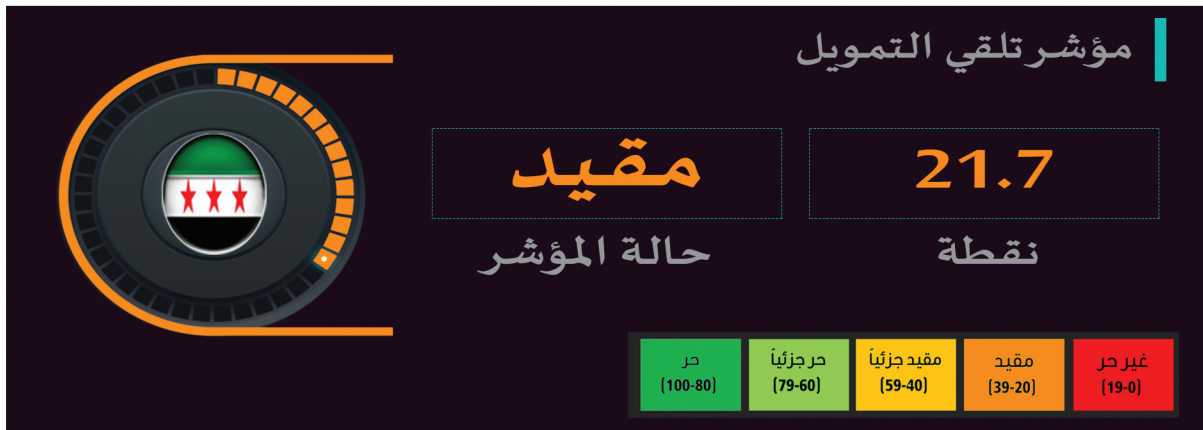 مؤشر تلقي التمويل
21.7
نقطة
مقيد
حالة المؤشر
غير حر
(19-0)
مقيد
(39-20)
مقيد جزئياً
(59-40)
حر جزئياً
(79-60)
حر
(100-80)